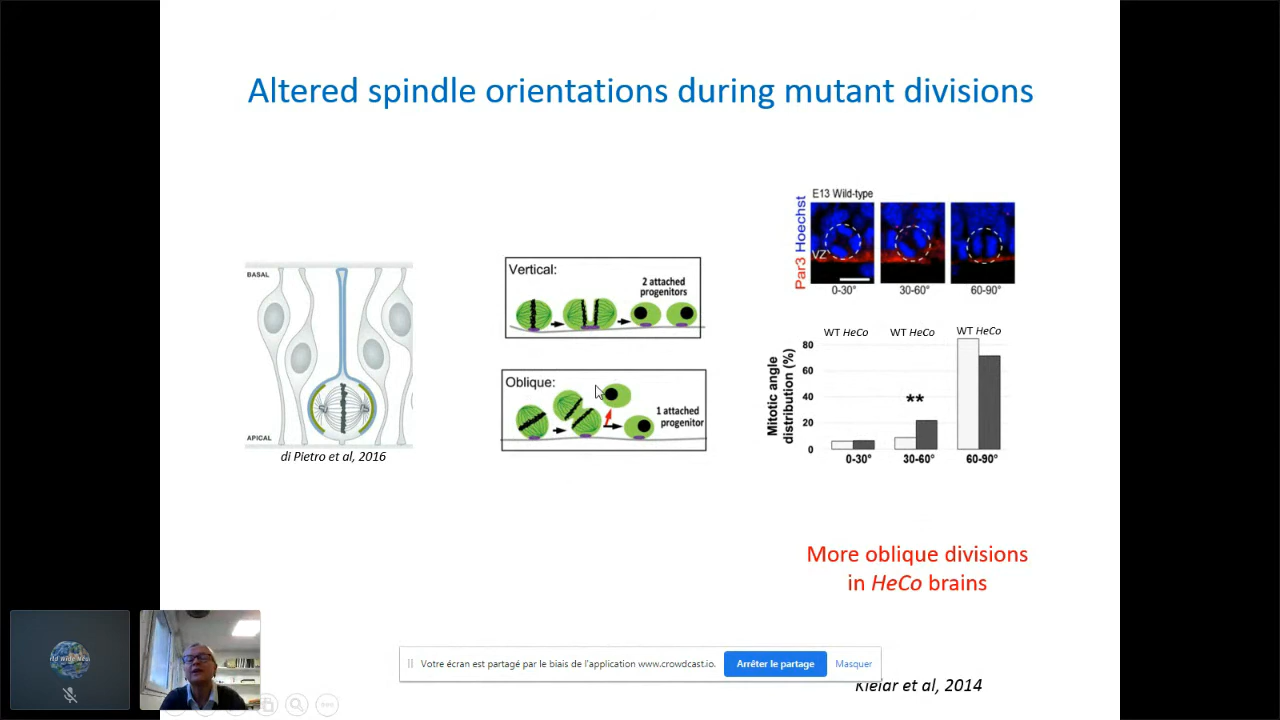 Altered spindle orientations during mutant divisions
BASAL
APICAL
di Pietro et al, 2016
Vertical:
2 attached
progenitors
Oblique:
1 attached
progenitor
E13 Wild-type
Par3 Hoechst
VZ
0-30°
30-60°
60-90°
WT HeCo
WT HeCo
WT HeCo
Mitotic angle
distribution (%)
80
60
40
20
0
**
0-30°
30-60°
60-90°
More oblique divisions
in HeCo brains
Votre écran est partagé par le biais de l'application www.crowdcast.io.
Arrêter le partage
Masquer
et al, 2014